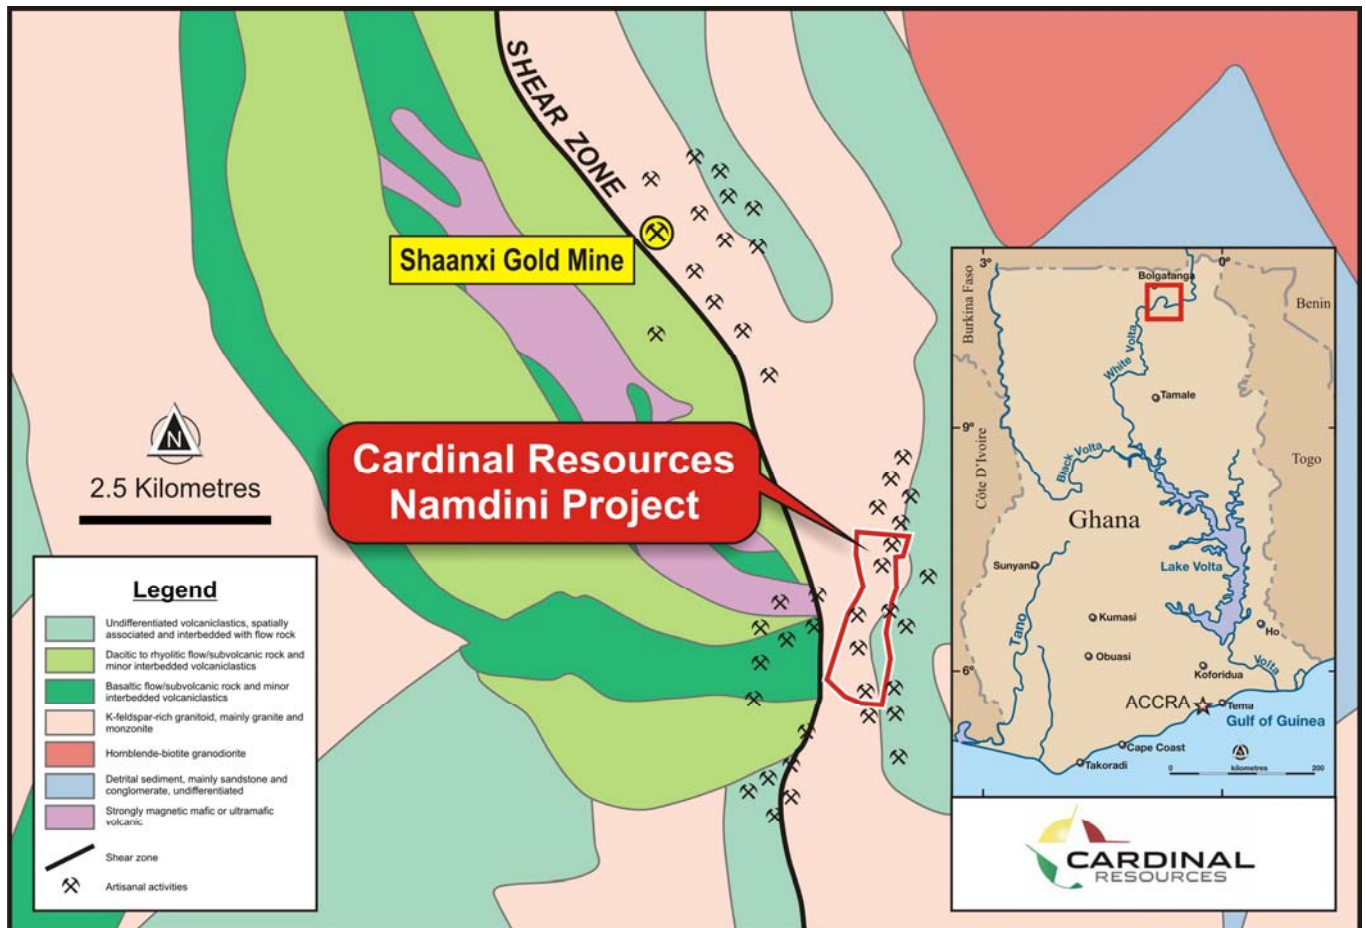 SHEAR ZONE
Shaanxi Gold Mine
Cardinal Resources
Namdini Project
N
2.5 Kilometres
Legend
Undifferentiated volcaniclastics, spatially
associated and interbedded with flow rock
Dacitic to rhyolitic flow/subvolcanic rock and
minor interbedded volcaniclastics
Basaltic flow/subvolcanic rock and minor
interbedded volcaniclastics
K-feldspar-rich granitoid, mainly granite and
monzonite
Hornblende-biotite granodiorite
Detrital sediment, mainly sandstone and
conglomerate, undifferentiated
Strongly magnetic mafic or ultramafic
volcanic
Shear zone
Artisanal activities
3°
0°
Bolgatanga
Burkina Faso
Benin
White Volta
Tamale
9°
Black Volta
Togo
Côte D'Ivoire
Ghana
Sunyani
Lake Volta
Kumasi
Tano
Ho
Obuasi
Volta
6°
Koforidua
ACCRA
Tema
Gulf of Guinea
Cape Coast
Takoradi
0 kilometres 200
CARDINAL
RESOURCES